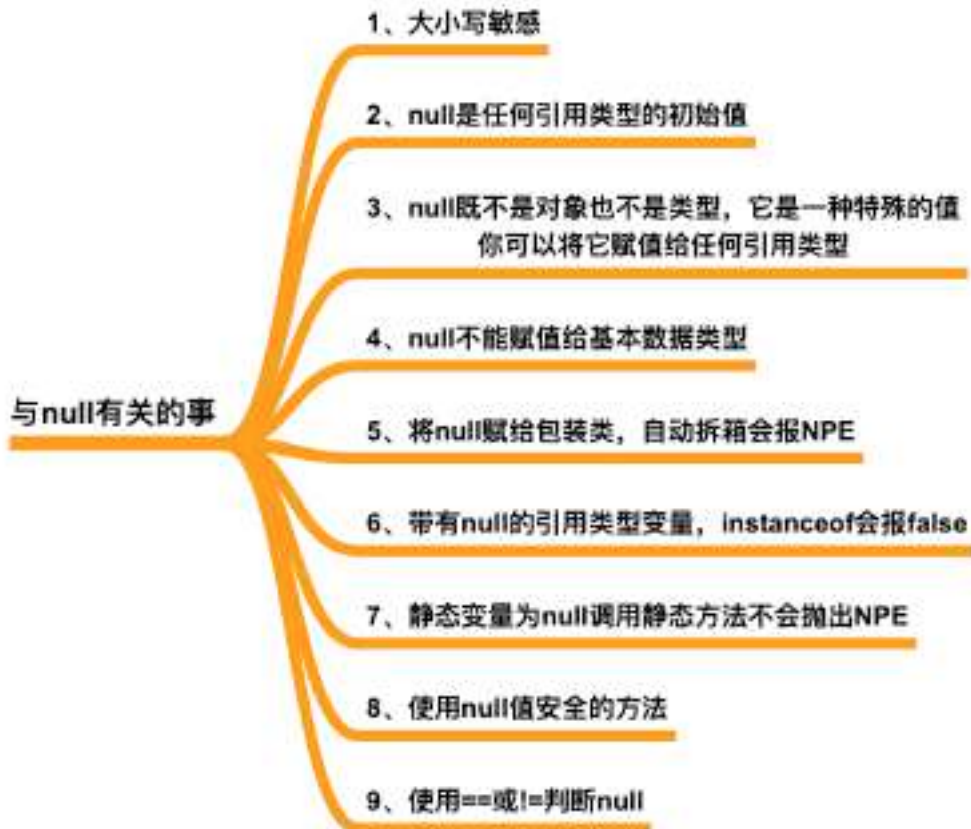 1、大小写敏感
2、null是任何引用类型的初始值
3、null既不是对象也不是类型，它是一种特殊的值
你可以将它赋值给任何引用类型
4、null不能赋值给基本数据类型
与null有关的事
5、将null赋给包装类，自动拆箱会报NPE
6、带有null的引用类型变量，instanceof会报false
7、静态变量为null调用静态方法不会抛出NPE
8、使用null值安全的方法
9、使用==或!=判断null